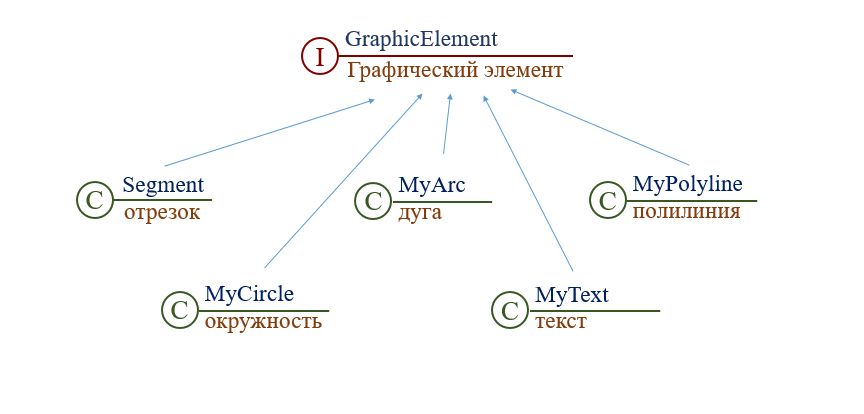 I
GraphicElement
Графический элемент
C
Segment
отрезок
C
MyArc
дуга
C
MyPolyline
полилиния
C
MyCircle
окружность
C
MyText
текст